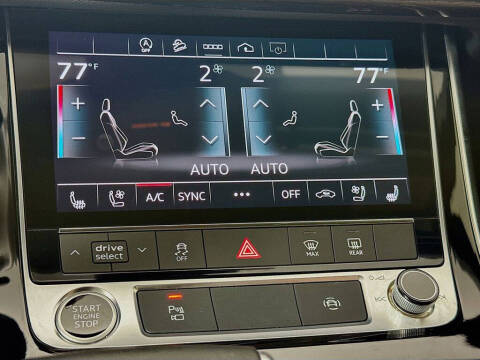 OFF
77°F 2 2 77°F
AUTO AUTO
A/C SYNC ••• OFF
drive select OFF MAX REAR
START ENGINE STOP
P